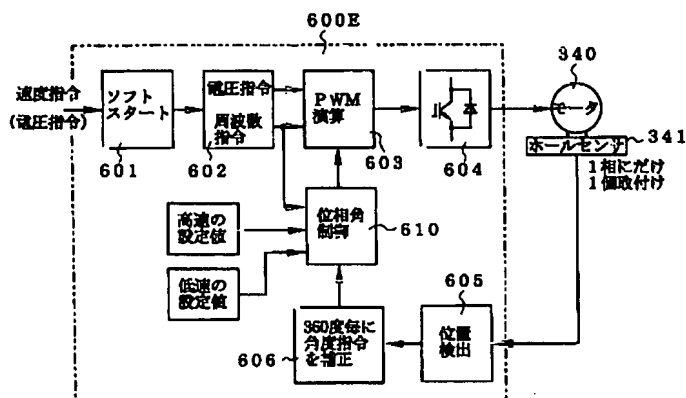 600E
速度指令
(電圧指令)
ソフト
スタート
601
電圧指令
周波数
指令
602
PWM
演算
603
604
340
モータ
ホールセンサ
341
1相にだけ
1個取付け
高速の
設定値
低速の
設定値
位相角
制御
610
360度毎に
角度指令
を補正
606
605
位置
検出